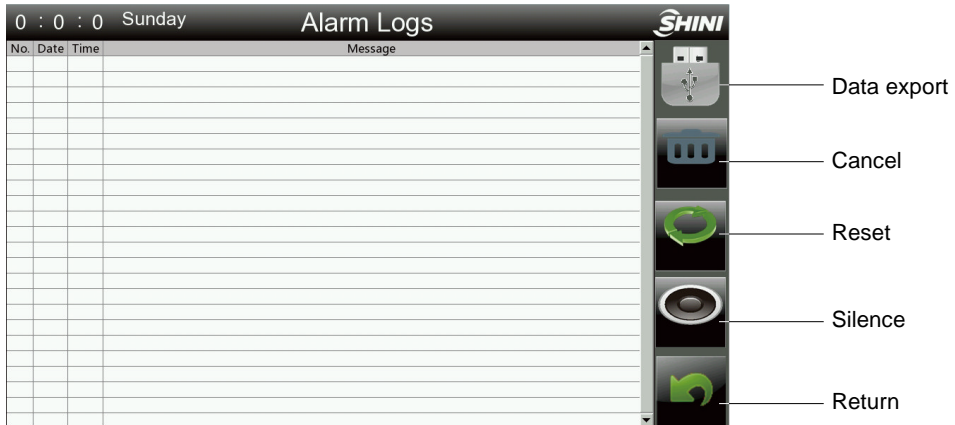 0 : 0 : 0 Sunday Alarm Logs SHINI
No. Date Time Message
Data export
Cancel
Reset
Silence
Return